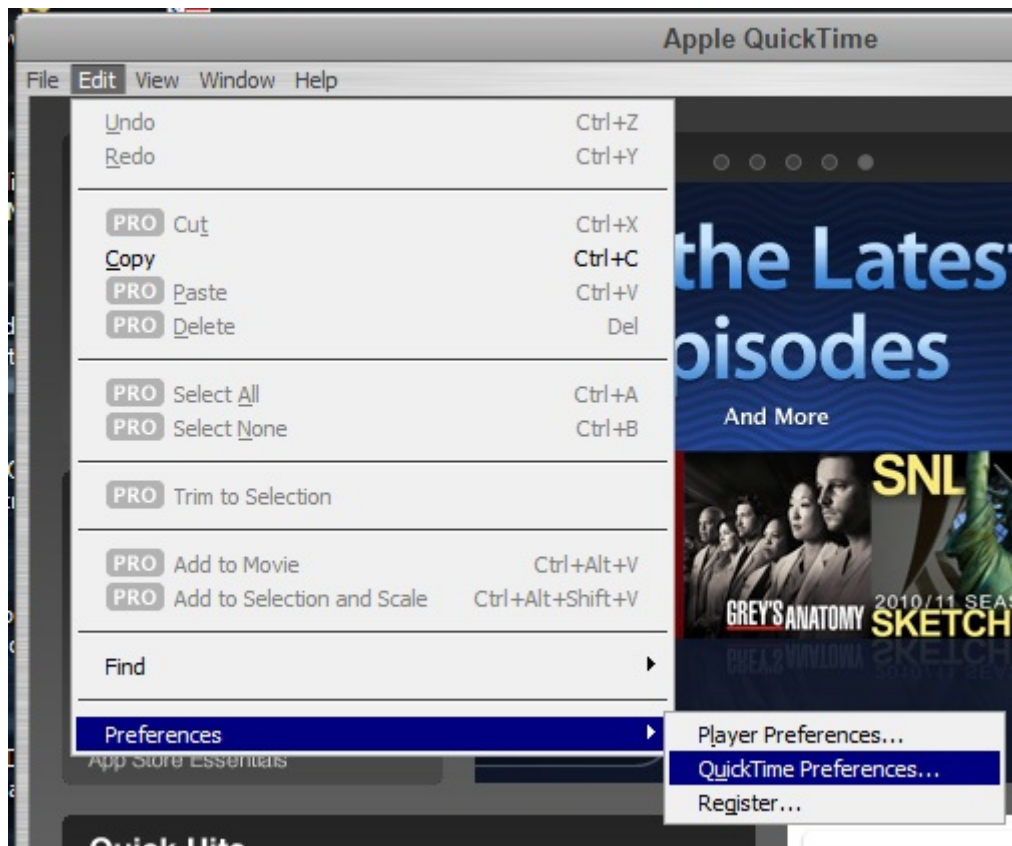 Apple QuickTime
File Edit View Window Help
Undo Ctrl+Z
Redo Ctrl+Y
PRO Cut Ctrl+X
Copy Ctrl+C
PRO Paste Ctrl+V
PRO Delete Del
PRO Select All Ctrl+A
PRO Select None Ctrl+B
PRO Trim to Selection
PRO Add to Movie Ctrl+Alt+V
PRO Add to Selection and Scale Ctrl+Alt+Shift+V
Find
Preferences
Player Preferences...
QuickTime Preferences...
Register...
the Lates
pisodes
And More
GREY'S ANATOMY
SNL
2010/11 SEA
SKETCH
App Store Essentials
Quick Hits